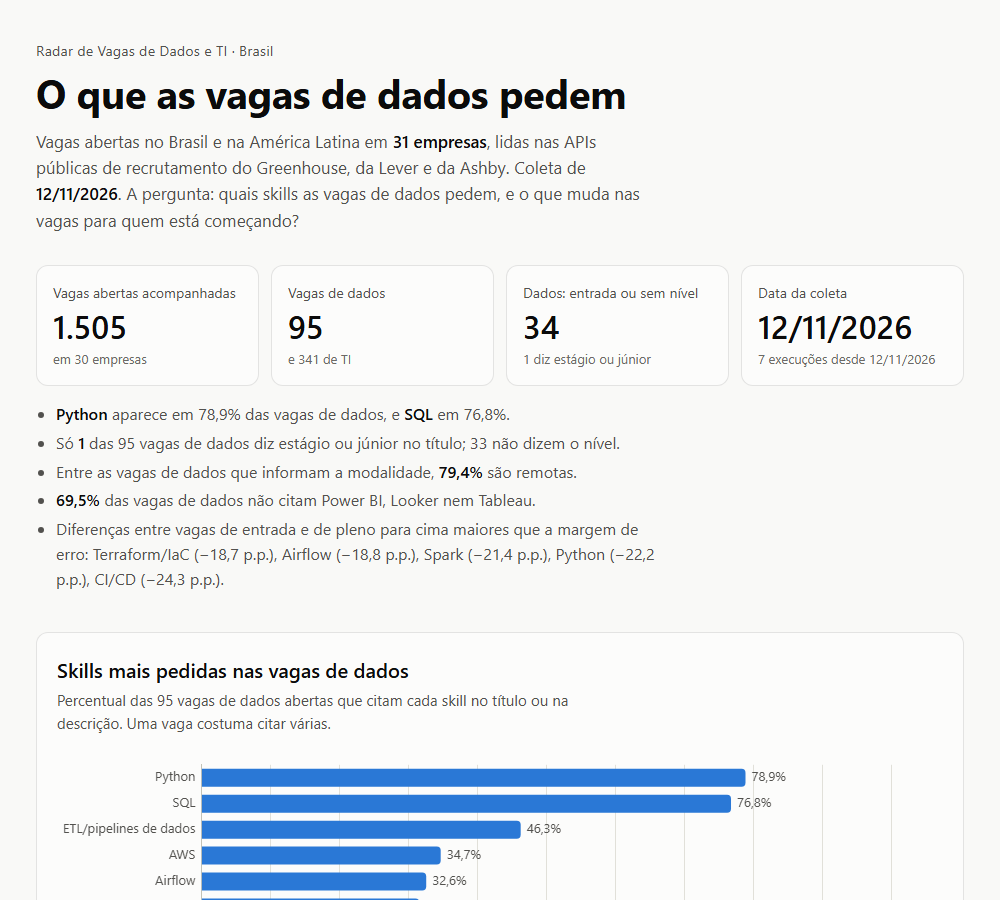 Radar de Vagas de Dados e TI · Brasil
O que as vagas de dados pedem
Vagas abertas no Brasil e na América Latina em 31 empresas, lidas nas APIs
públicas de recrutamento do Greenhouse, da Lever e da Ashby. Coleta de
12/11/2026. A pergunta: quais skills as vagas de dados pedem, e o que muda nas
vagas para quem está começando?
Vagas abertas acompanhadas
1.505
em 30 empresas
Vagas de dados
95
e 341 de TI
Dados: entrada ou sem nível
34
1 diz estágio ou júnior
Data da coleta
12/11/2026
7 execuções desde 12/11/2026
• Python aparece em 78,9% das vagas de dados, e SQL em 76,8%.
• Só 1 das 95 vagas de dados diz estágio ou júnior no título; 33 não dizem o nível.
• Entre as vagas de dados que informam a modalidade, 79,4% são remotas.
• 69,5% das vagas de dados não citam Power BI, Looker nem Tableau.
• Diferenças entre vagas de entrada e de pleno para cima maiores que a margem de
erro: Terraform/IaC (−18,7 p.p.), Airflow (−18,8 p.p.), Spark (−21,4 p.p.), Python (−22,2
p.p.), CI/CD (−24,3 p.p.).
Skills mais pedidas nas vagas de dados
Percentual das 95 vagas de dados abertas que citam cada skill no título ou na
descrição. Uma vaga costuma citar várias.
Python 78,9%
SQL 76,8%
ETL/pipelines de dados 46,3%
AWS 34,7%
Airflow 32,6%